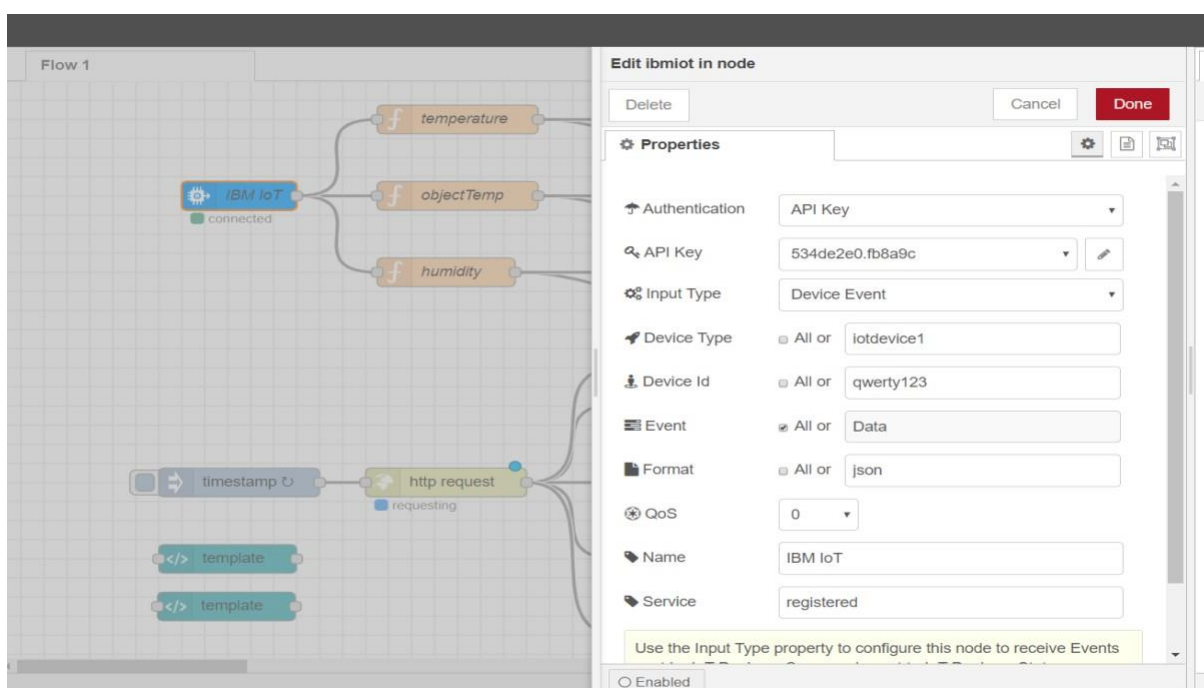 Flow 1
temperature
IBM IoT
connected
objectTemp
humidity
timestamp ↻
http request
requesting
</> template
</> template
Edit ibmiot in node
Delete
Cancel
Done
Properties
Authentication
API Key
API Key
534de2e0.fb8a9c
Input Type
Device Event
Device Type
All or
iotdevice1
Device Id
All or
qwerty123
Event
All or
Data
Format
All or
json
QoS
0
Name
IBM IoT
Service
registered
Use the Input Type property to configure this node to receive Events
Enabled